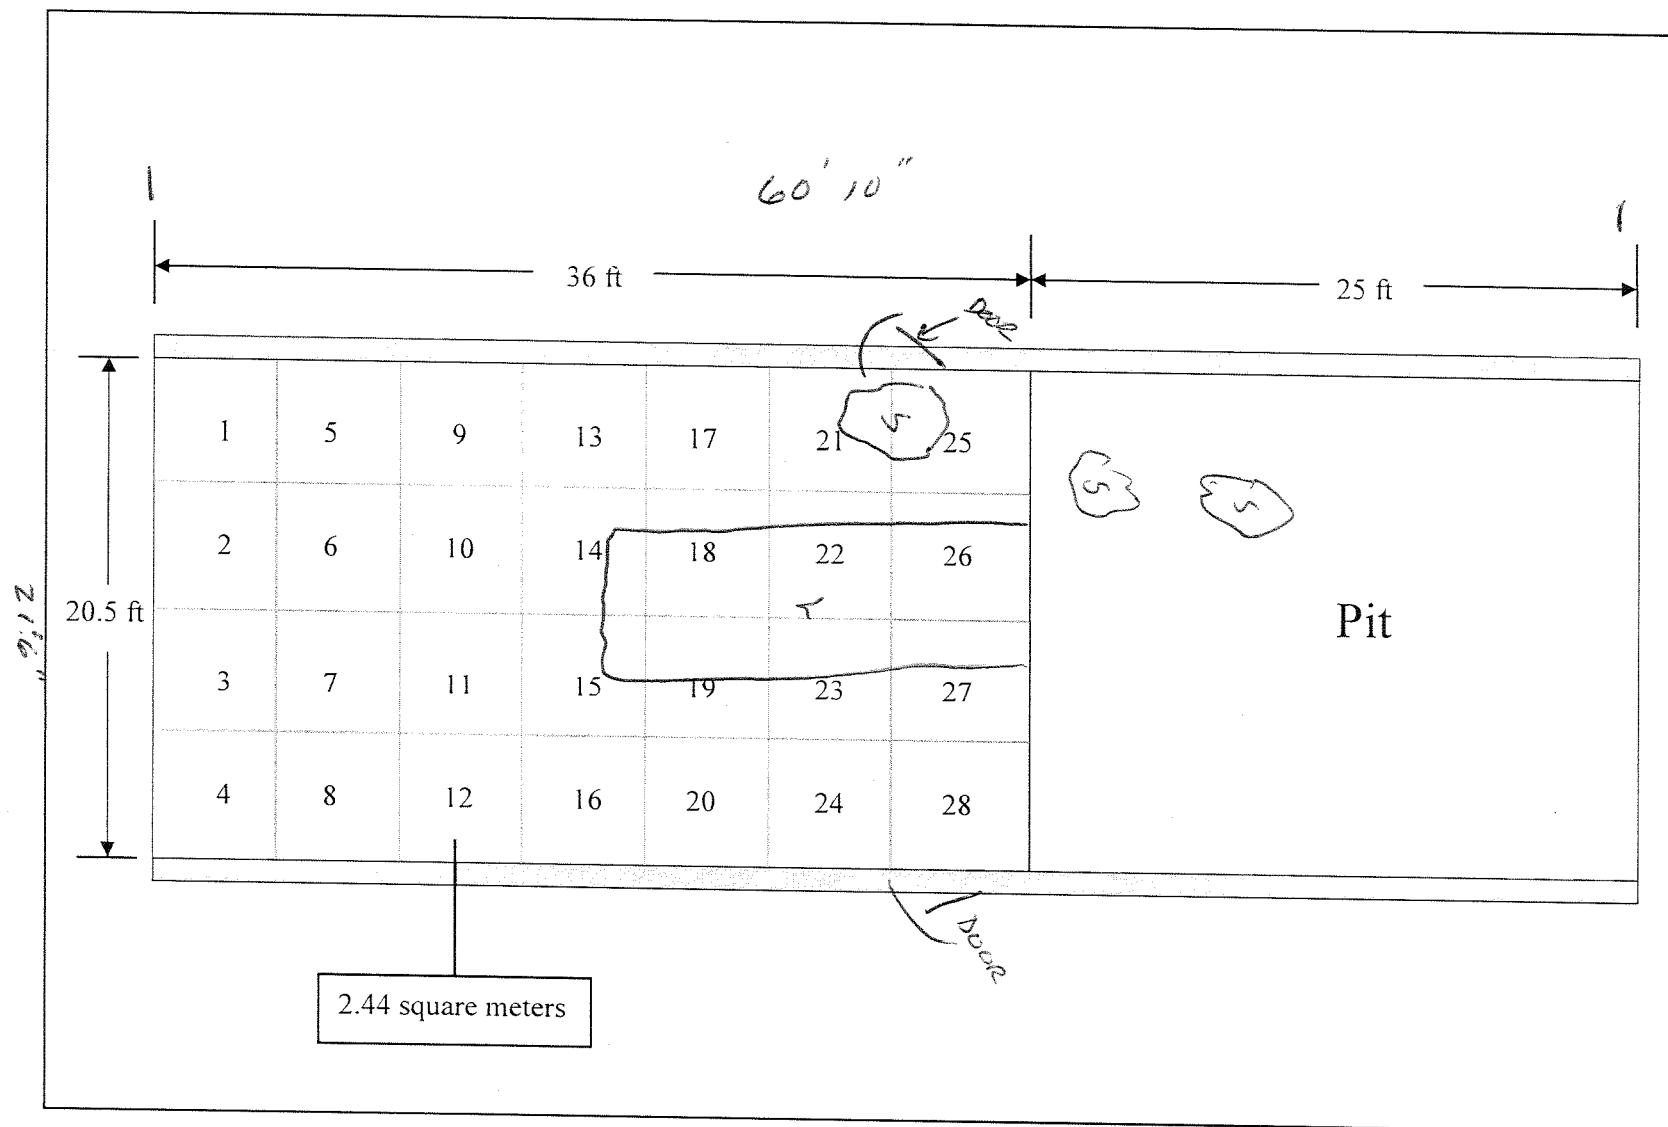 60' 10"
36 ft
25 ft
DOOR
1 5 9 13 17 21 25
S
S S
2 6 10 14 18 22 26
20.5 ft
21'6"
Pit
3 7 11 15 19 23 27
4 8 12 16 20 24 28
DOOR
2.44 square meters